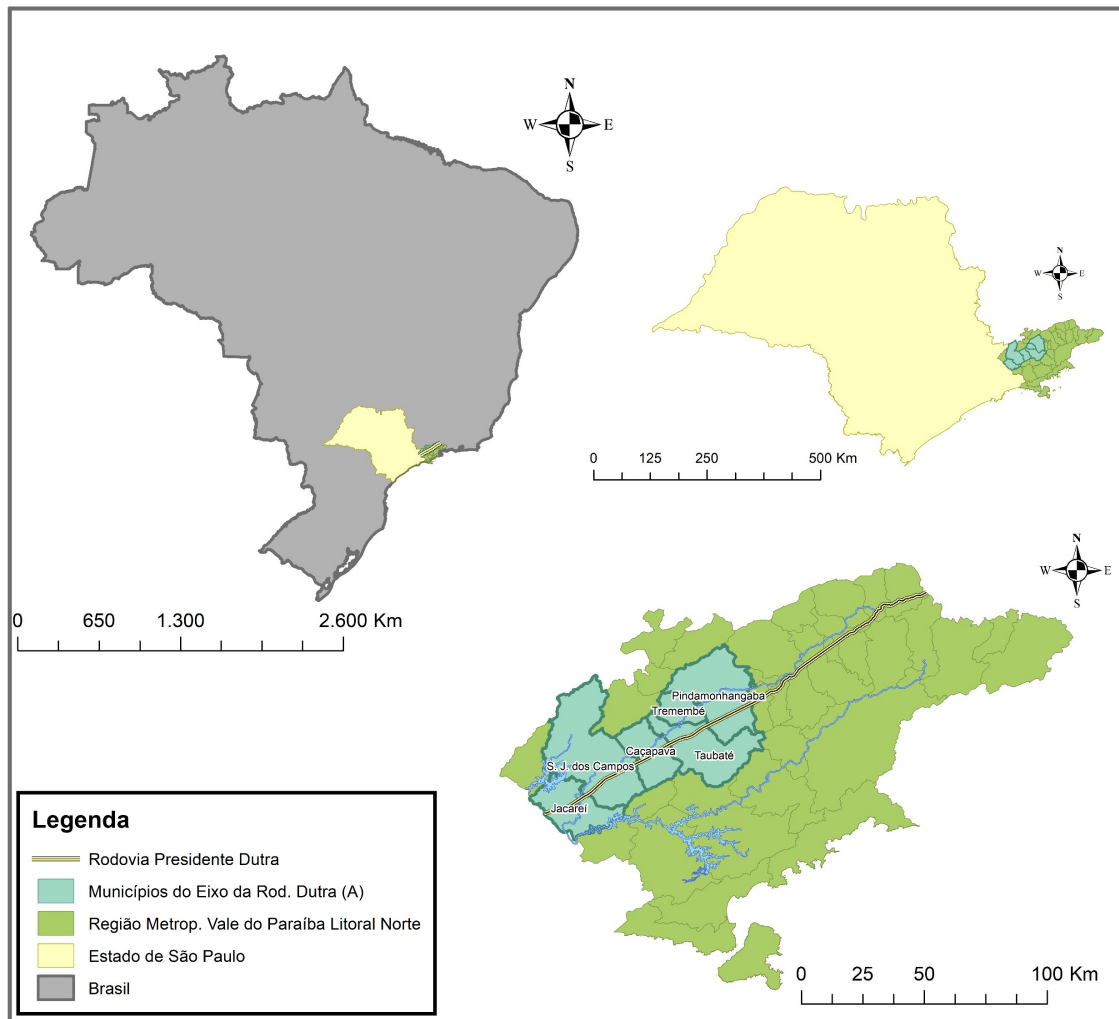 N
W E
S
0 650 1.300 2.600 Km
N
W E
S
0 125 250 500 Km
N
W E
S
Pindamonhangaba
Tremembé
Caçapava
Taubaté
S. J. dos Campos
Jacareí
0 25 50 100 Km
Legenda
Rodovia Presidente Dutra
Municípios do Eixo da Rod. Dutra (A)
Região Metrop. Vale do Paraíba Litoral Norte
Estado de São Paulo
Brasil